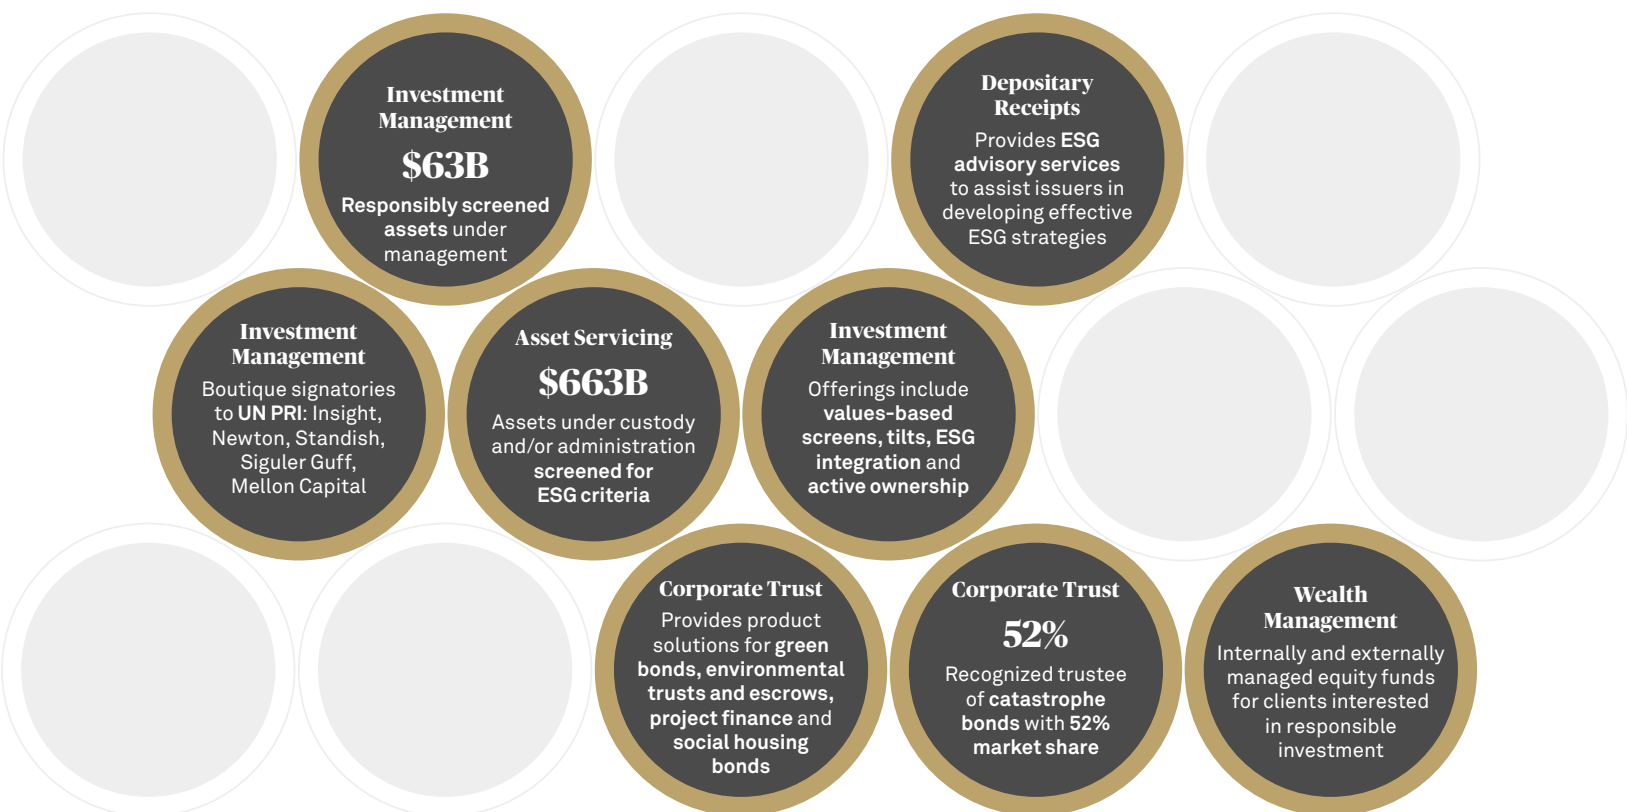 Investment
Management
$63B
Responsibly screened
assets under
management
Depositary
Receipts
Provides ESG
advisory services
to assist issuers in
developing effective
ESG strategies
Investment
Management
Boutique signatories
to UN PRI: Insight,
Newton, Standish,
Siguler Guff,
Mellon Capital
Asset Servicing
$663B
Assets under custody
and/or administration
screened for
ESG criteria
Investment
Management
Offerings include
values-based
screens, tilts, ESG
integration and
active ownership
Corporate Trust
Provides product
solutions for green
bonds, environmental
trusts and escrows,
project finance and
social housing
bonds
Corporate Trust
52%
Recognized trustee
of catastrophe
bonds with 52%
market share
Wealth
Management
Internally and externally
managed equity funds
for clients interested
in responsible
investment